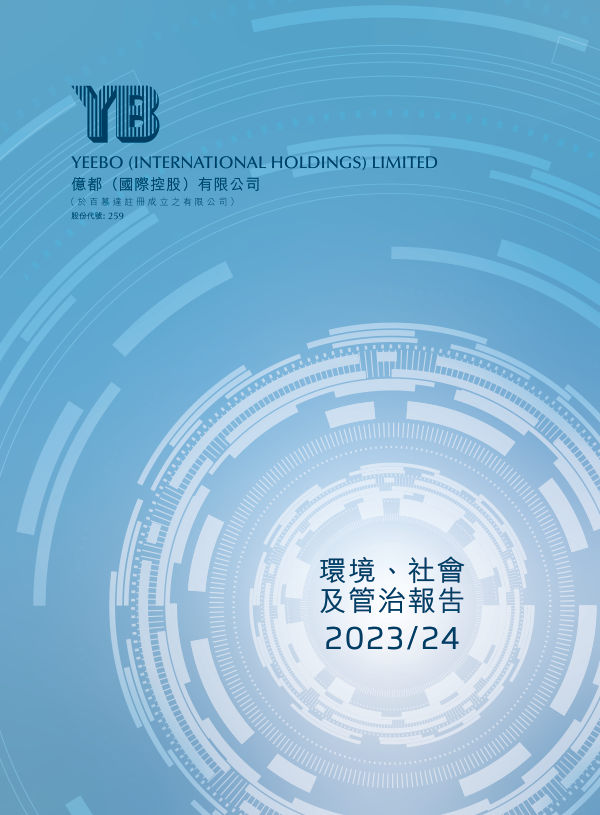 YB
YEEBO (INTERNATIONAL HOLDINGS) LIMITED
億都（國際控股）有限公司
（於百慕達註冊成立之有限公司）
股份代號: 259
環境、社會
及管治報告
2023/24